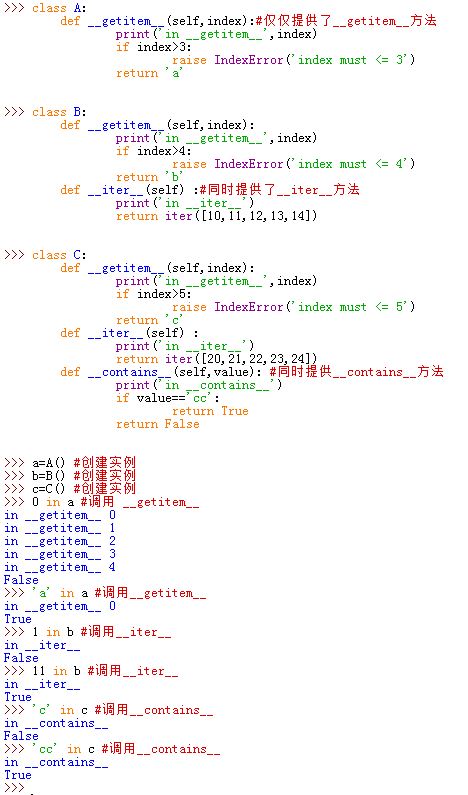 >>> class A:
        def __getitem__(self,index):#仅仅提供了__getitem__方法
                print('in __getitem__',index)
                if index>3:
                        raise IndexError('index must <= 3')
                return 'a'
>>> class B:
        def __getitem__(self,index):
                print('in __getitem__',index)
                if index>4:
                        raise IndexError('index must <= 4')
                return 'b'
        def __iter__(self) :#同时提供了__iter__方法
                print('in __iter__')
                return iter([10,11,12,13,14])
>>> class C:
        def __getitem__(self,index):
                print('in __getitem__',index)
                if index>5:
                        raise IndexError('index must <= 5')
                return 'c'
        def __iter__(self) :
                print('in __iter__')
                return iter([20,21,22,23,24])
        def __contains__(self,value): #同时提供__contains__方法
                print('in __contains__')
                if value=='cc':
                        return True
                return False
>>> a=A() #创建实例
>>> b=B() #创建实例
>>> c=C() #创建实例
>>> 0 in a #调用 __getitem__
in __getitem__ 0
in __getitem__ 1
in __getitem__ 2
in __getitem__ 3
in __getitem__ 4
False
>>> 'a' in a #调用__getitem__
in __getitem__ 0
True
>>> 1 in b #调用__iter__
in __iter__
False
>>> 11 in b #调用__iter__
in __iter__
True
>>> 'c' in c #调用__contains__
in __contains__
False
>>> 'cc' in c #调用__contains__
in __contains__
True
>>>